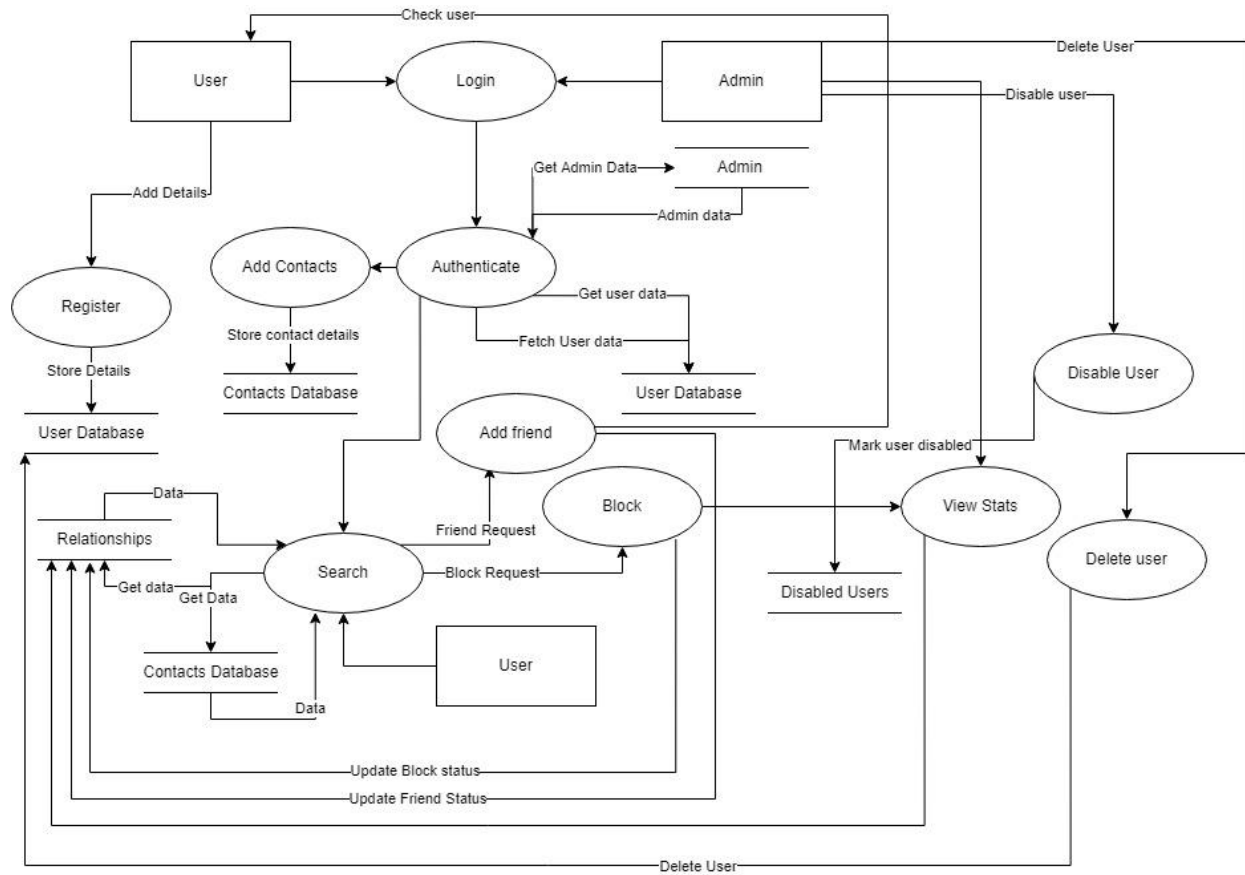 Check user
Delete User
User
Login
Admin
Disable user
Get Admin Data
Admin
Add Details
Admin data
Add Contacts
Authenticate
Register
Get user data
Store contact details
Fetch User data
Store Details
Disable User
Contacts Database
User Database
User Database
Add friend
Mark user disabled
Data
Block
View Stats
Friend Request
Relationships
Delete user
Search
Block Request
Get data
Get Data
Disabled Users
Contacts Database
User
Data
Update Block status
Update Friend Status
Delete User